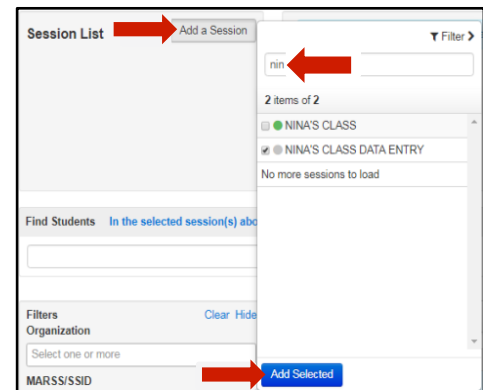 Session List
Add a Session
Filter
nin
2 items of 2
NINA'S CLASS
NINA'S CLASS DATA ENTRY
No more sessions to load
Find Students In the selected session(s) abo
Filters Clear Hide
Organization
Select one or more
MARSS/SSID
Add Selected